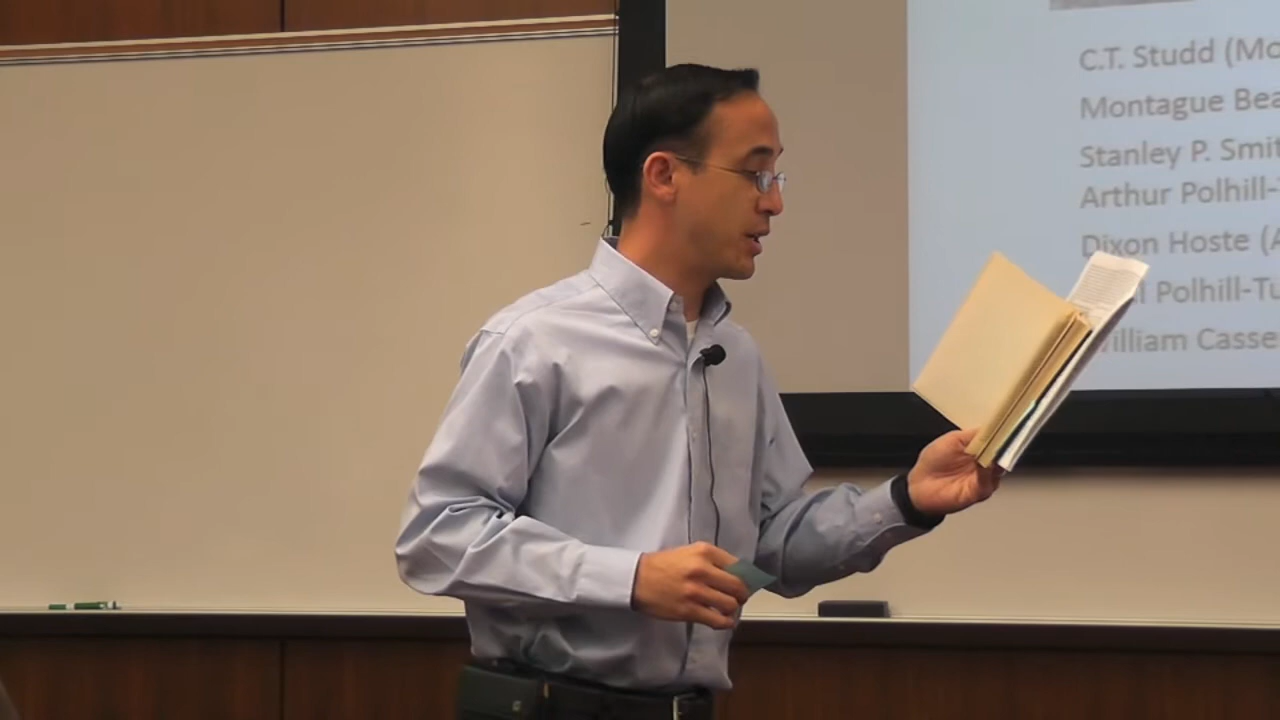 C.T. Studd (Mo
Montague Bea
Stanley P. Smit
Arthur Polhill-
Dixon Hoste (A
l Polhill-Tu
illiam Casse